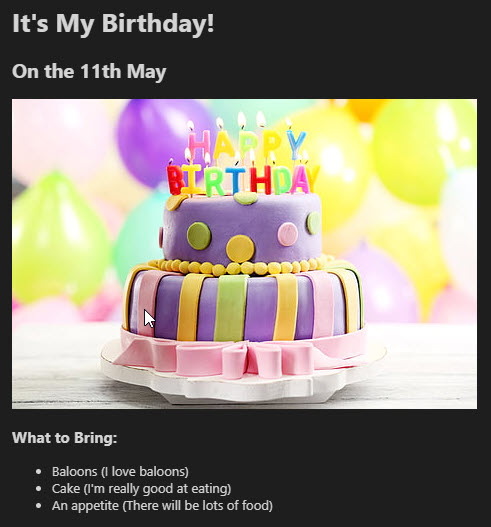 It's My Birthday!
On the 11th May
HAPPY
BIRTHDAY
What to Bring:
Baloons (I love baloons)
Cake (I'm really good at eating)
An appetite (There will be lots of food)